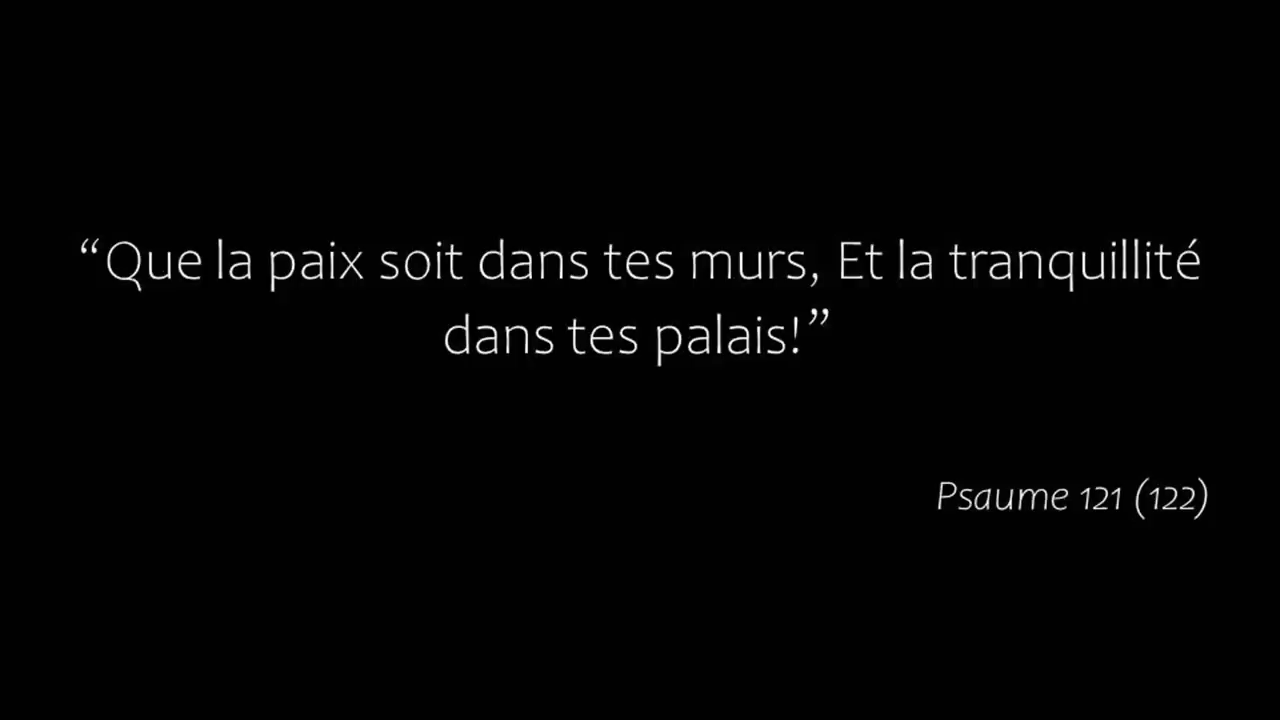 “Que la paix soit dans tes murs, Et la tranquillité
dans tes palais!”
Psaume 121 (122)